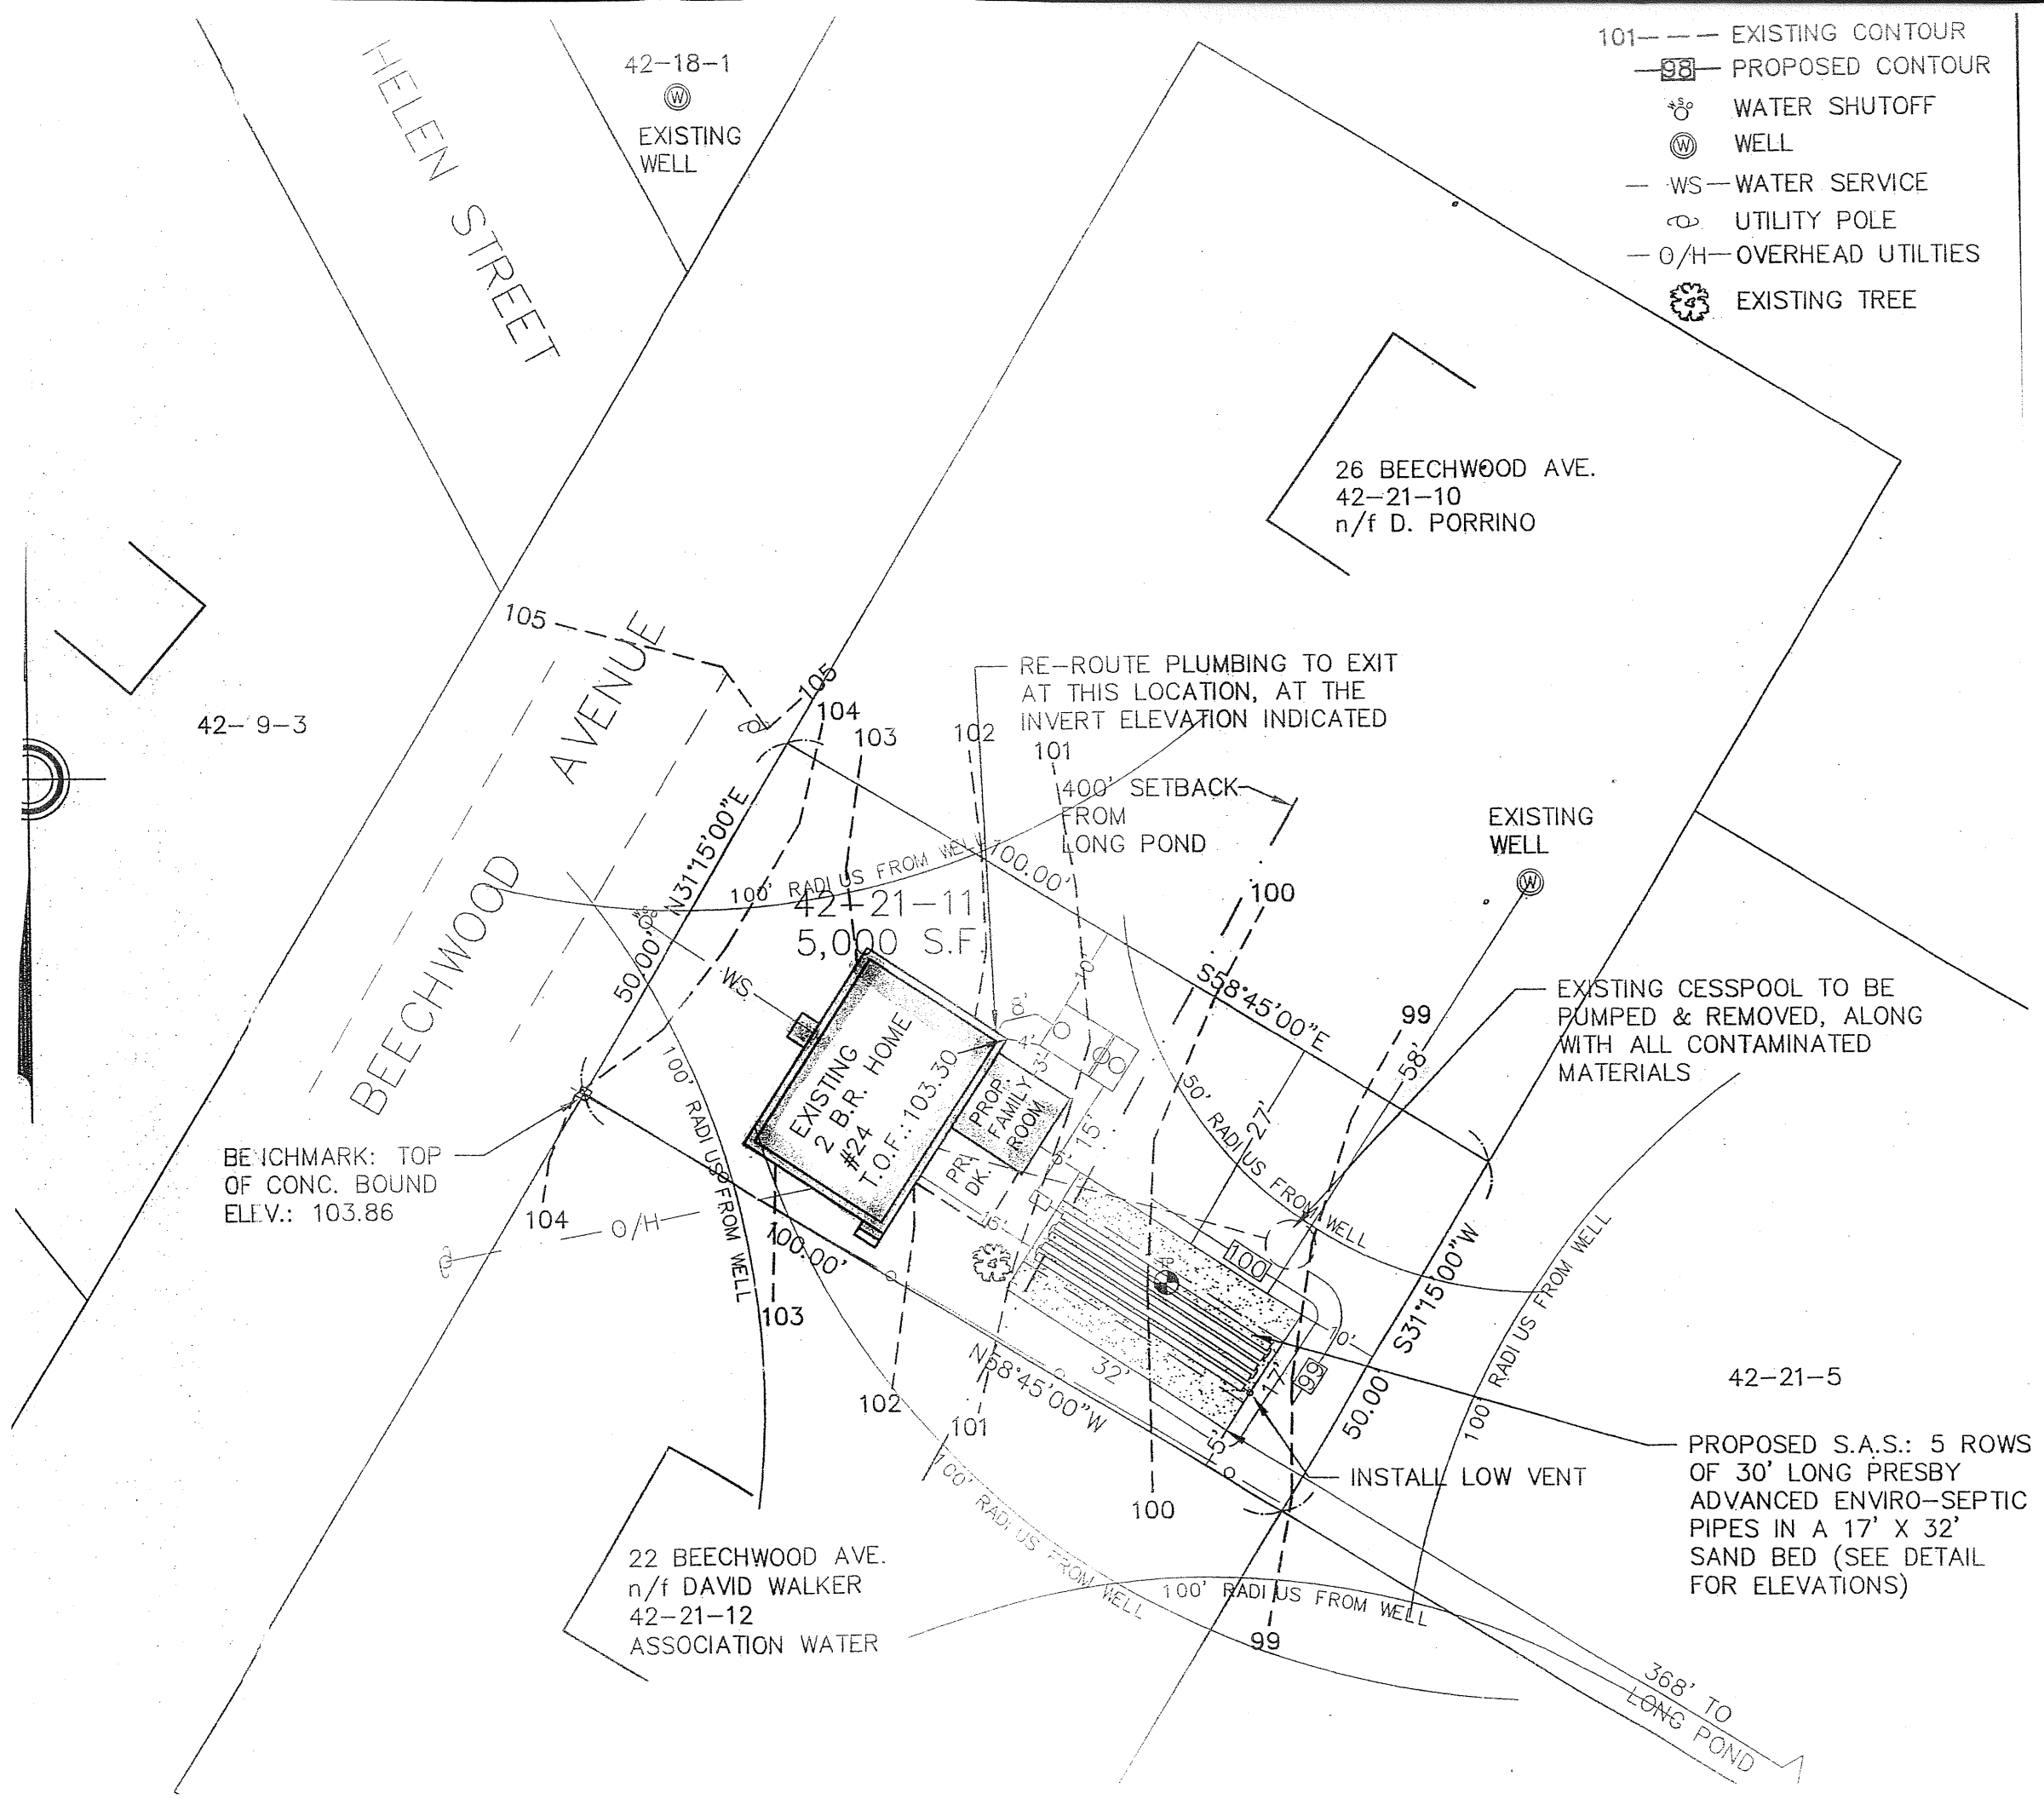 101 EXISTING CONTOUR
98 PROPOSED CONTOUR
WSO WATER SHUTOFF
W WELL
WS WATER SERVICE
UTILITY POLE
O/H OVERHEAD UTILTIES
EXISTING TREE
HELEN STREET
42-18-1
W
EXISTING
WELL
26 BEECHWOOD AVE.
42-21-10
n/f D. PORRINO
105
105
104
103
102
101
42-9-3
BEECHWOOD AVENUE
RE-ROUTE PLUMBING TO EXIT
AT THIS LOCATION, AT THE
INVERT ELEVATION INDICATED
400' SETBACK
FROM
LONG POND
EXISTING
WELL
W
N31°15'00"E
50.00'
100' RADIUS FROM WELL
100.00'
42-21-11
5,000 S.F.
WS
100
S58°45'00"E
99
58'
EXISTING CESSPOOL TO BE
PUMPED & REMOVED, ALONG
WITH ALL CONTAMINATED
MATERIALS
10'
8'
4'
3'
EXISTING
2 B.R. HOME
#24
T.O.F.: 103.30
PROP.
FAMILY
ROOM
DK.
15'
50' RADIUS FROM WELL
27'
100' RADIUS FROM WELL
BENCHMARK: TOP
OF CONC. BOUND
ELEV.: 103.86
104
O/H
100.00'
103
102
101
15'
TP
100
10'
99
17'
32'
5'
N58°45'00"W
S31°15'00"W
50.00'
100' RADIUS FROM WELL
42-21-5
INSTALL LOW VENT
100
PROPOSED S.A.S.: 5 ROWS
OF 30' LONG PRESBY
ADVANCED ENVIRO-SEPTIC
PIPES IN A 17' X 32'
SAND BED (SEE DETAIL
FOR ELEVATIONS)
100' RADIUS FROM WELL
22 BEECHWOOD AVE.
n/f DAVID WALKER
42-21-12
ASSOCIATION WATER
100' RADIUS FROM WELL
99
368' TO
LONG POND